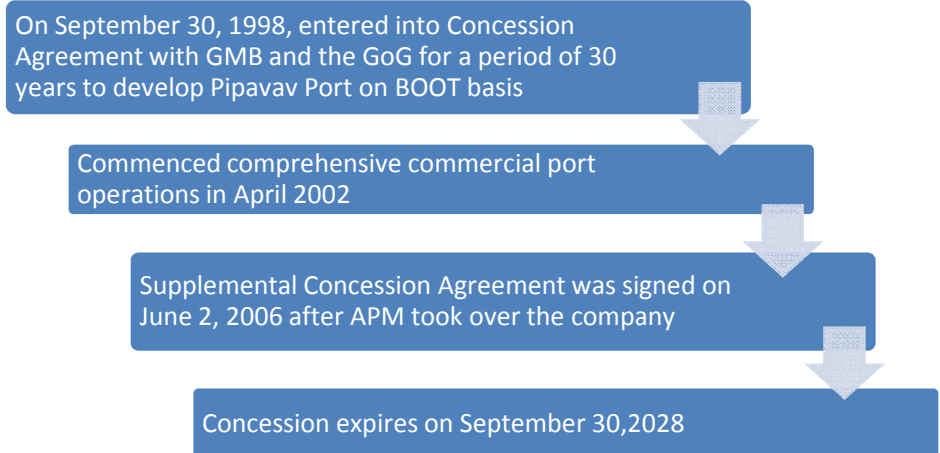 On September 30, 1998, entered into Concession
Agreement with GMB and the GoG for a period of 30
years to develop Pipavav Port on BOOT basis
Commenced comprehensive commercial port
operations in April 2002
Supplemental Concession Agreement was signed on
June 2, 2006 after APM took over the company
Concession expires on September 30,2028